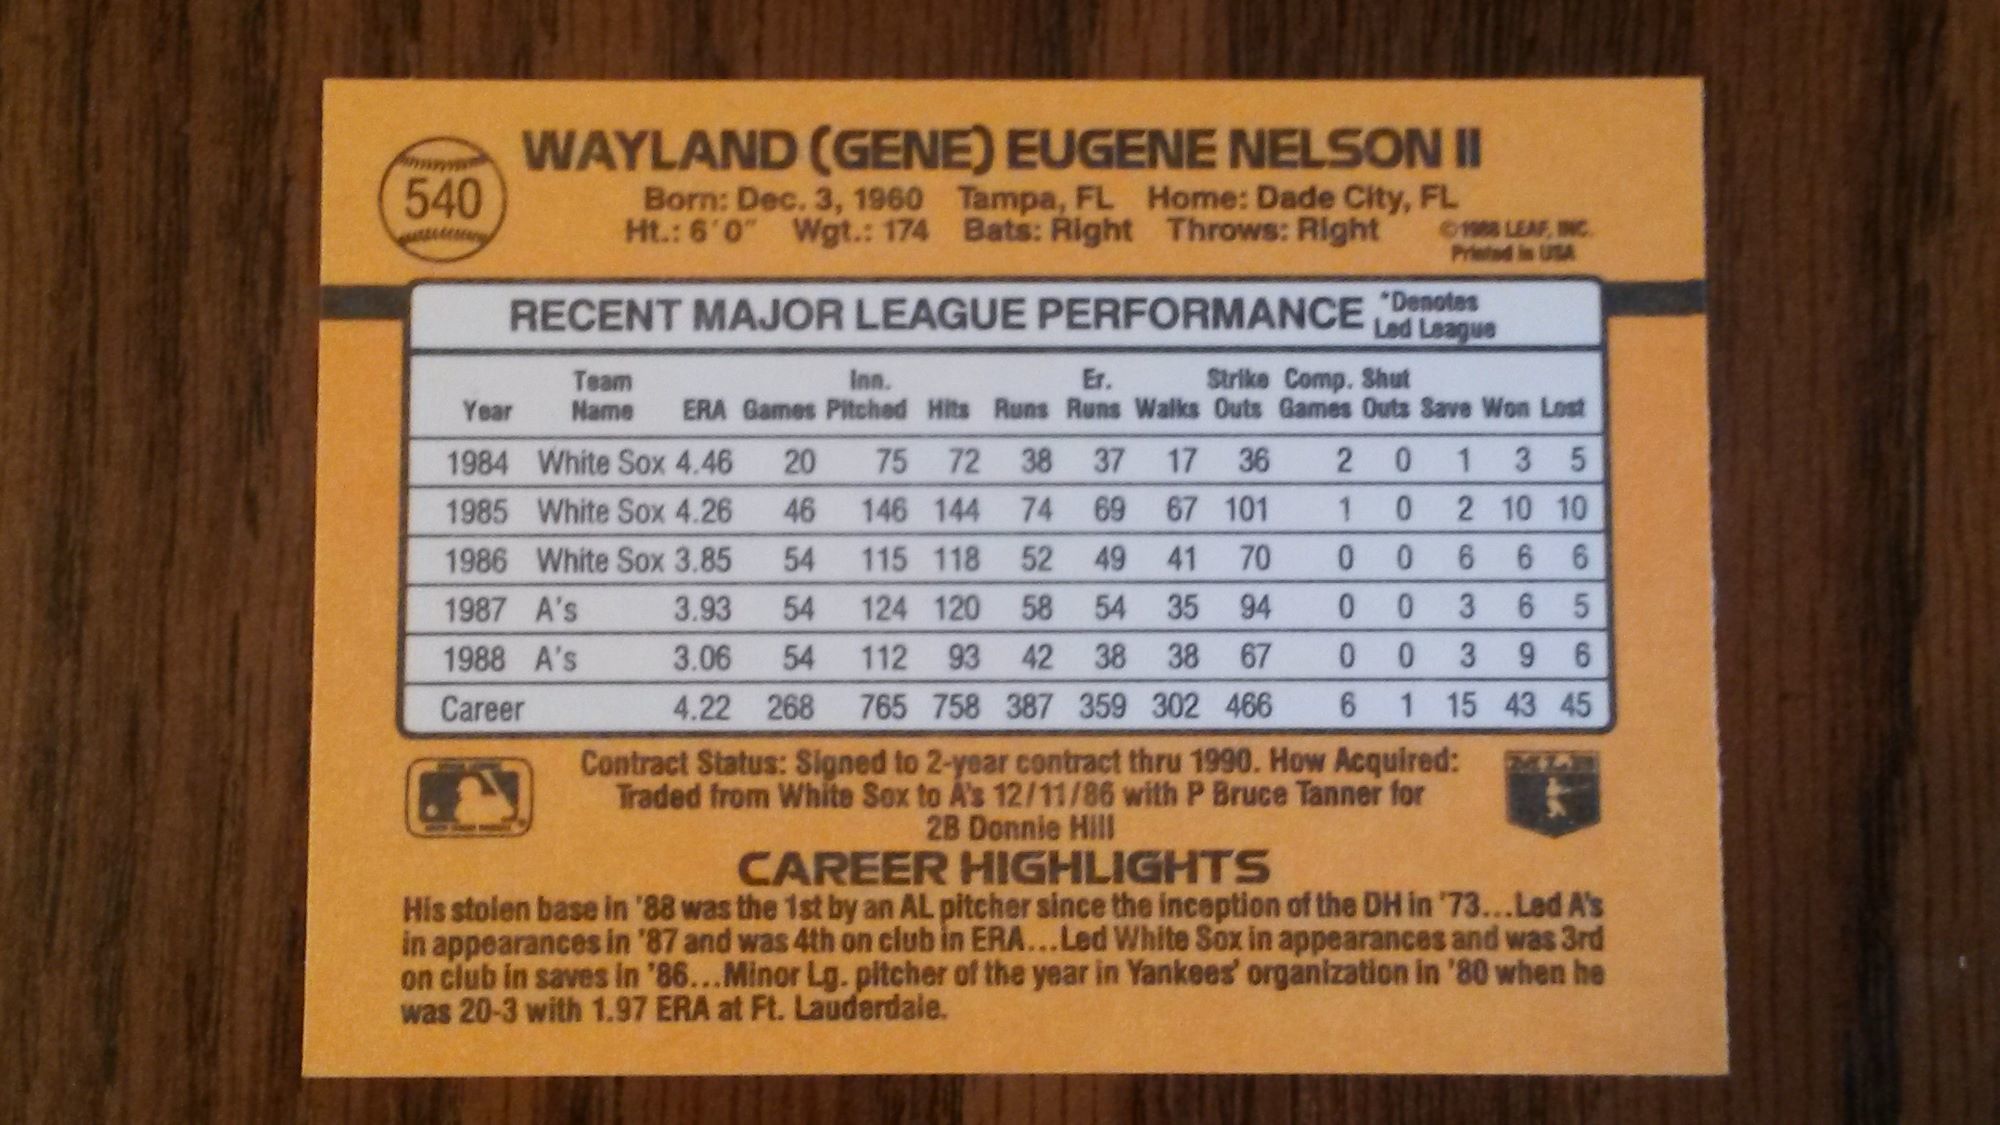 540
WAYLAND (GENE) EUGENE NELSON II
Born: Dec. 3, 1960 Tampa, FL Home: Dade City, FL
Ht.: 6'0" Wgt.: 174 Bats: Right Throws: Right
©1988 LEAF, INC.
Printed in USA
RECENT MAJOR LEAGUE PERFORMANCE *Denotes
Led League
Team Inn. Er. Strike Comp. Shut
Year Name ERA Games Pitched Hits Runs Runs Walks Outs Games Outs Save Won Lost
1984 White Sox 4.46 20 75 72 38 37 17 36 2 0 1 3 5
1985 White Sox 4.26 46 146 144 74 69 67 101 1 0 2 10 10
1986 White Sox 3.85 54 115 118 52 49 41 70 0 0 6 6 6
1987 A's 3.93 54 124 120 58 54 35 94 0 0 3 6 5
1988 A's 3.06 54 112 93 42 38 38 67 0 0 3 9 6
Career 4.22 268 765 758 387 359 302 466 6 1 15 43 45
Contract Status: Signed to 2-year contract thru 1990. How Acquired:
Traded from White Sox to A's 12/11/86 with P Bruce Tanner for
2B Donnie Hill
CAREER HIGHLIGHTS
His stolen base in '88 was the 1st by an AL pitcher since the inception of the DH in '73...Led A's
in appearances in '87 and was 4th on club in ERA...Led White Sox in appearances and was 3rd
on club in saves in '86...Minor Lg. pitcher of the year in Yankees' organization in '80 when he
was 20-3 with 1.97 ERA at Ft. Lauderdale.